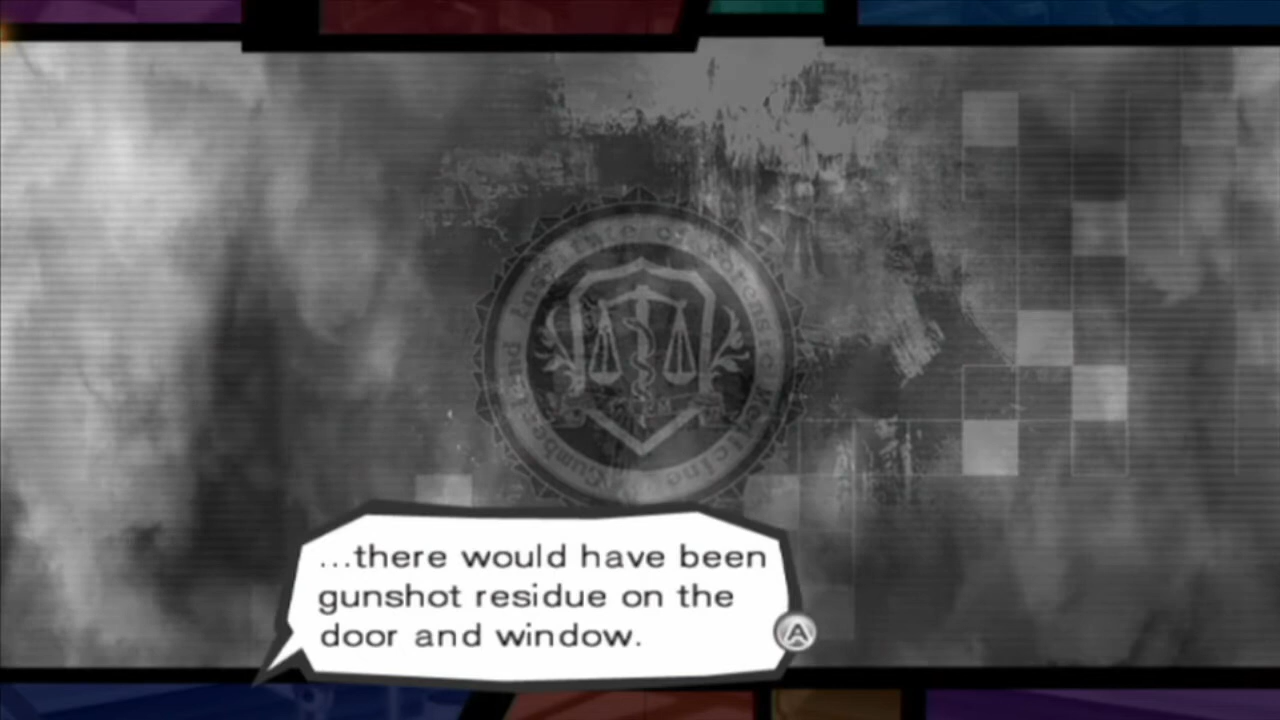 ...there would have been
gunshot residue on the
door and window.
A